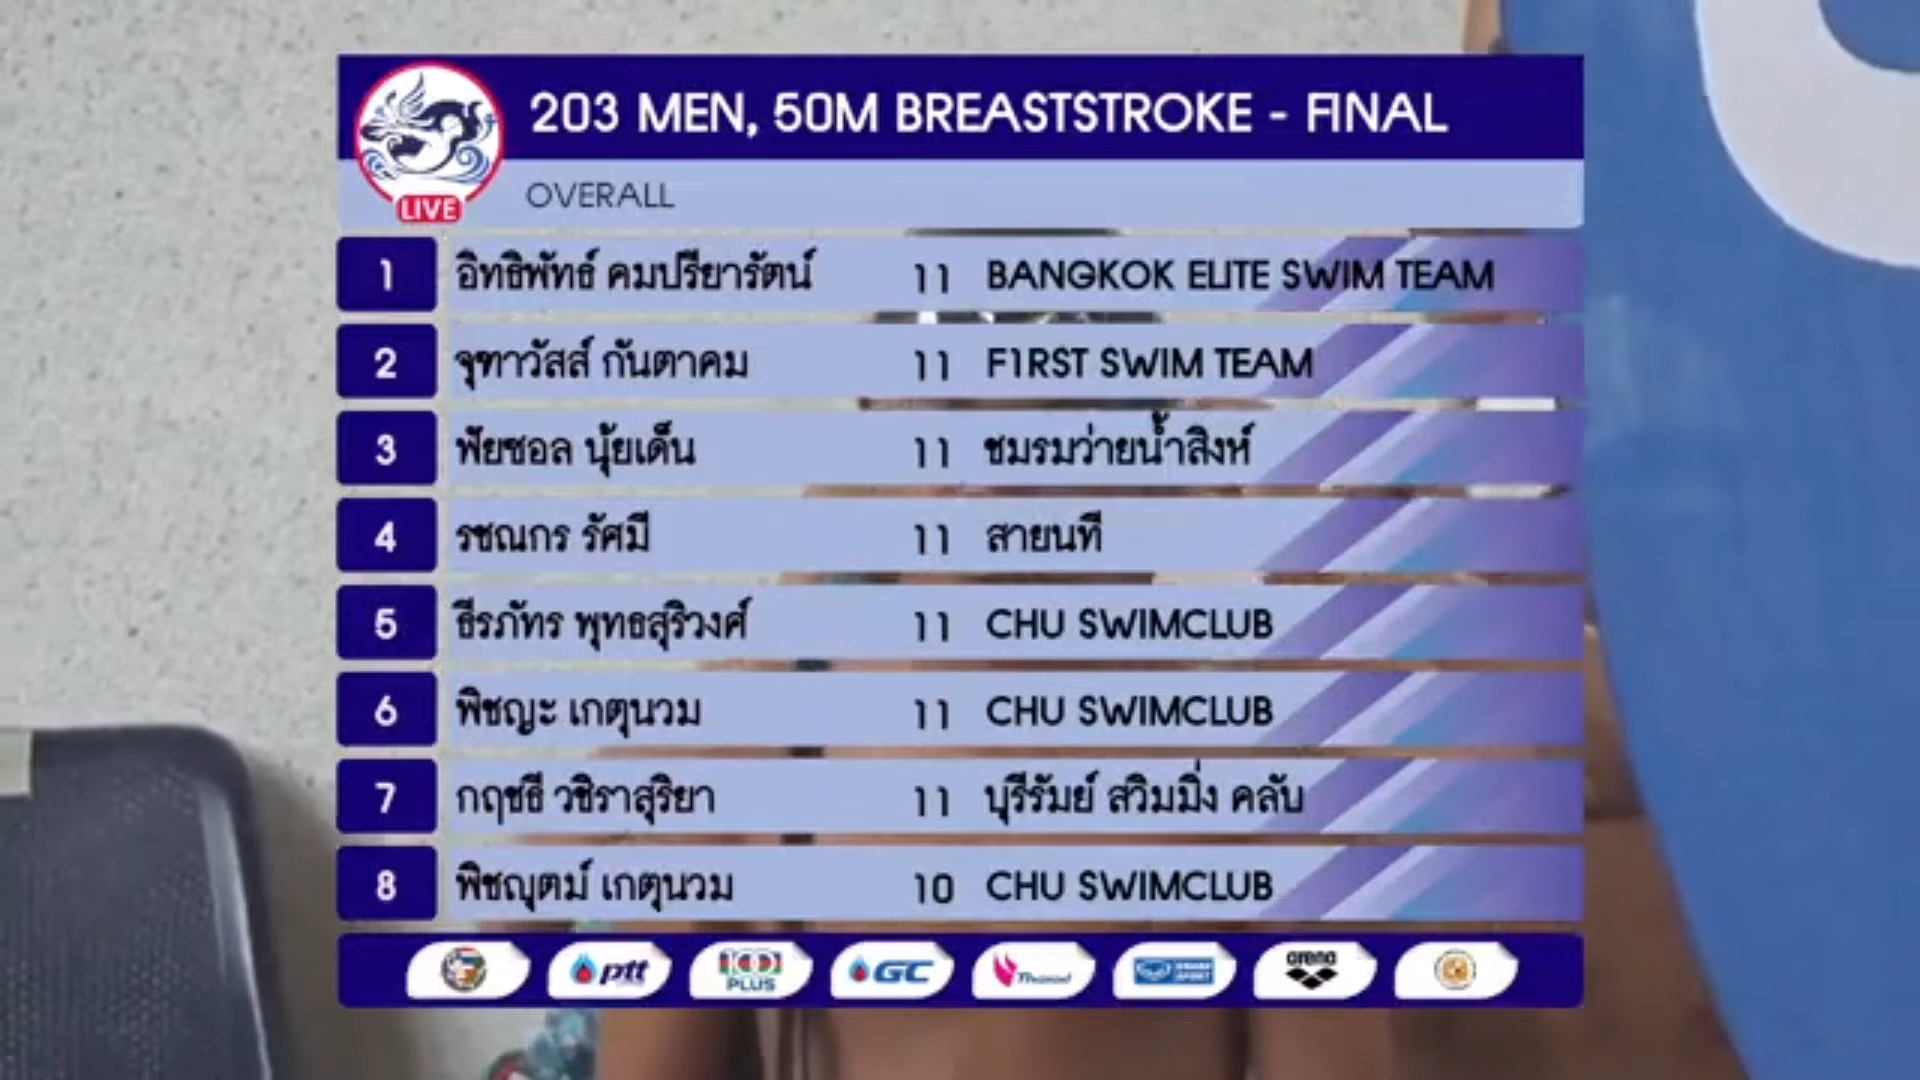 203 MEN, 50M BREASTSTROKE - FINAL
LIVE
OVERALL
1 อิทธิพัทธ์ คมปรียารัตน์ 11 BANGKOK ELITE SWIM TEAM
2 จุฑาวัสส์ กันตาคม 11 F1RST SWIM TEAM
3 ฟัยซอล นุ้ยเด็น 11 ชมรมว่ายน้ำสิงห์
4 รชณกร รัศมี 11 สายนที
5 ธีรภัทร พุทธสุริวงศ์ 11 CHU SWIMCLUB
6 พิชญะ เกตุนวม 11 CHU SWIMCLUB
7 กฤชธี วชิราสุริยา 11 บุรีรัมย์ สวิมมิ่ง คลับ
8 พิชญุตม์ เกตุนวม 10 CHU SWIMCLUB
ptt 100 PLUS GC Thanad GRAND SPORT arena